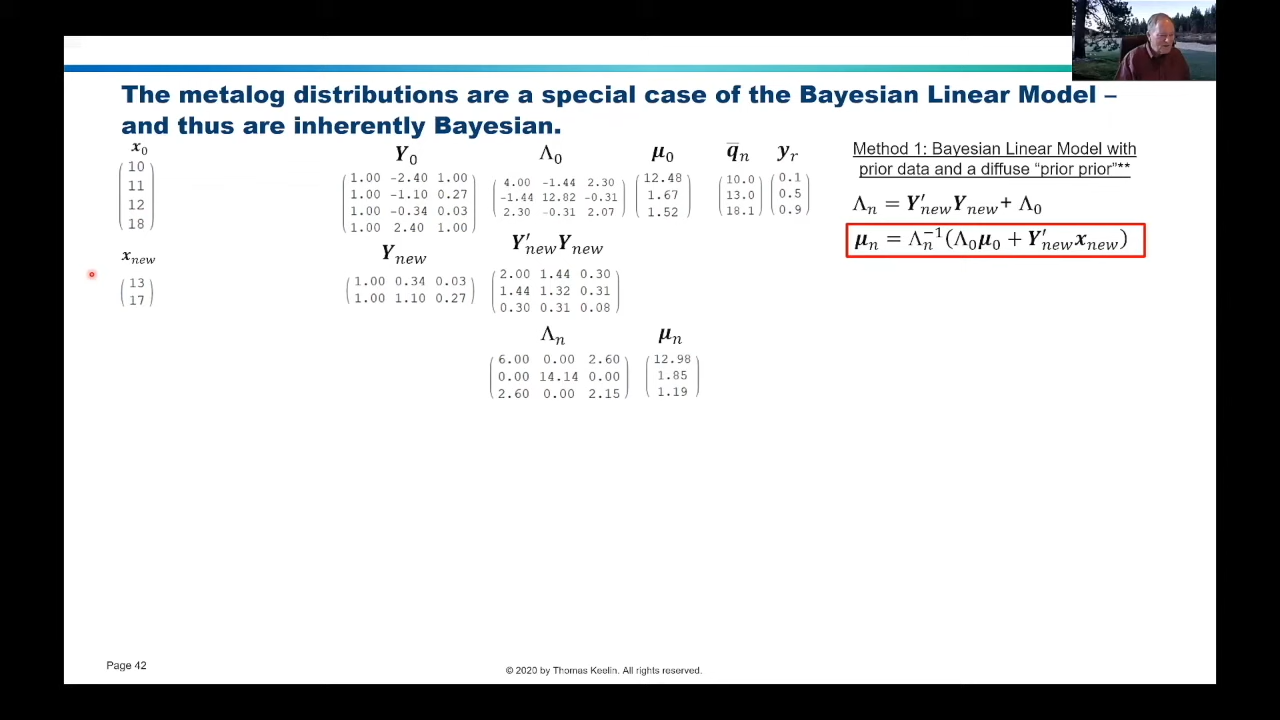 The metalog distributions are a special case of the Bayesian Linear Model –
and thus are inherently Bayesian.
x₀
10
11
12
18
Y₀
1.00 -2.40 1.00
1.00 -1.10 0.27
1.00 -0.34 0.03
1.00 2.40 1.00
Λ₀
4.00 -1.44 2.30
-1.44 12.82 -0.31
2.30 -0.31 2.07
μ₀
12.48
1.67
1.52
q̅ₙ
10.0
13.0
18.1
yᵣ
0.1
0.5
0.9
Method 1: Bayesian Linear Model with
prior data and a diffuse “prior prior”**
Λₙ = Y′new Ynew + Λ₀
μₙ = Λₙ⁻¹(Λ₀μ₀ + Y′new xnew)
xnew
13
17
Ynew
1.00 0.34 0.03
1.00 1.10 0.27
Y′new Ynew
2.00 1.44 0.30
1.44 1.32 0.31
0.30 0.31 0.08
Λₙ
6.00 0.00 2.60
0.00 14.14 0.00
2.60 0.00 2.15
μₙ
12.98
1.85
1.19
Page 42
© 2020 by Thomas Keelin. All rights reserved.